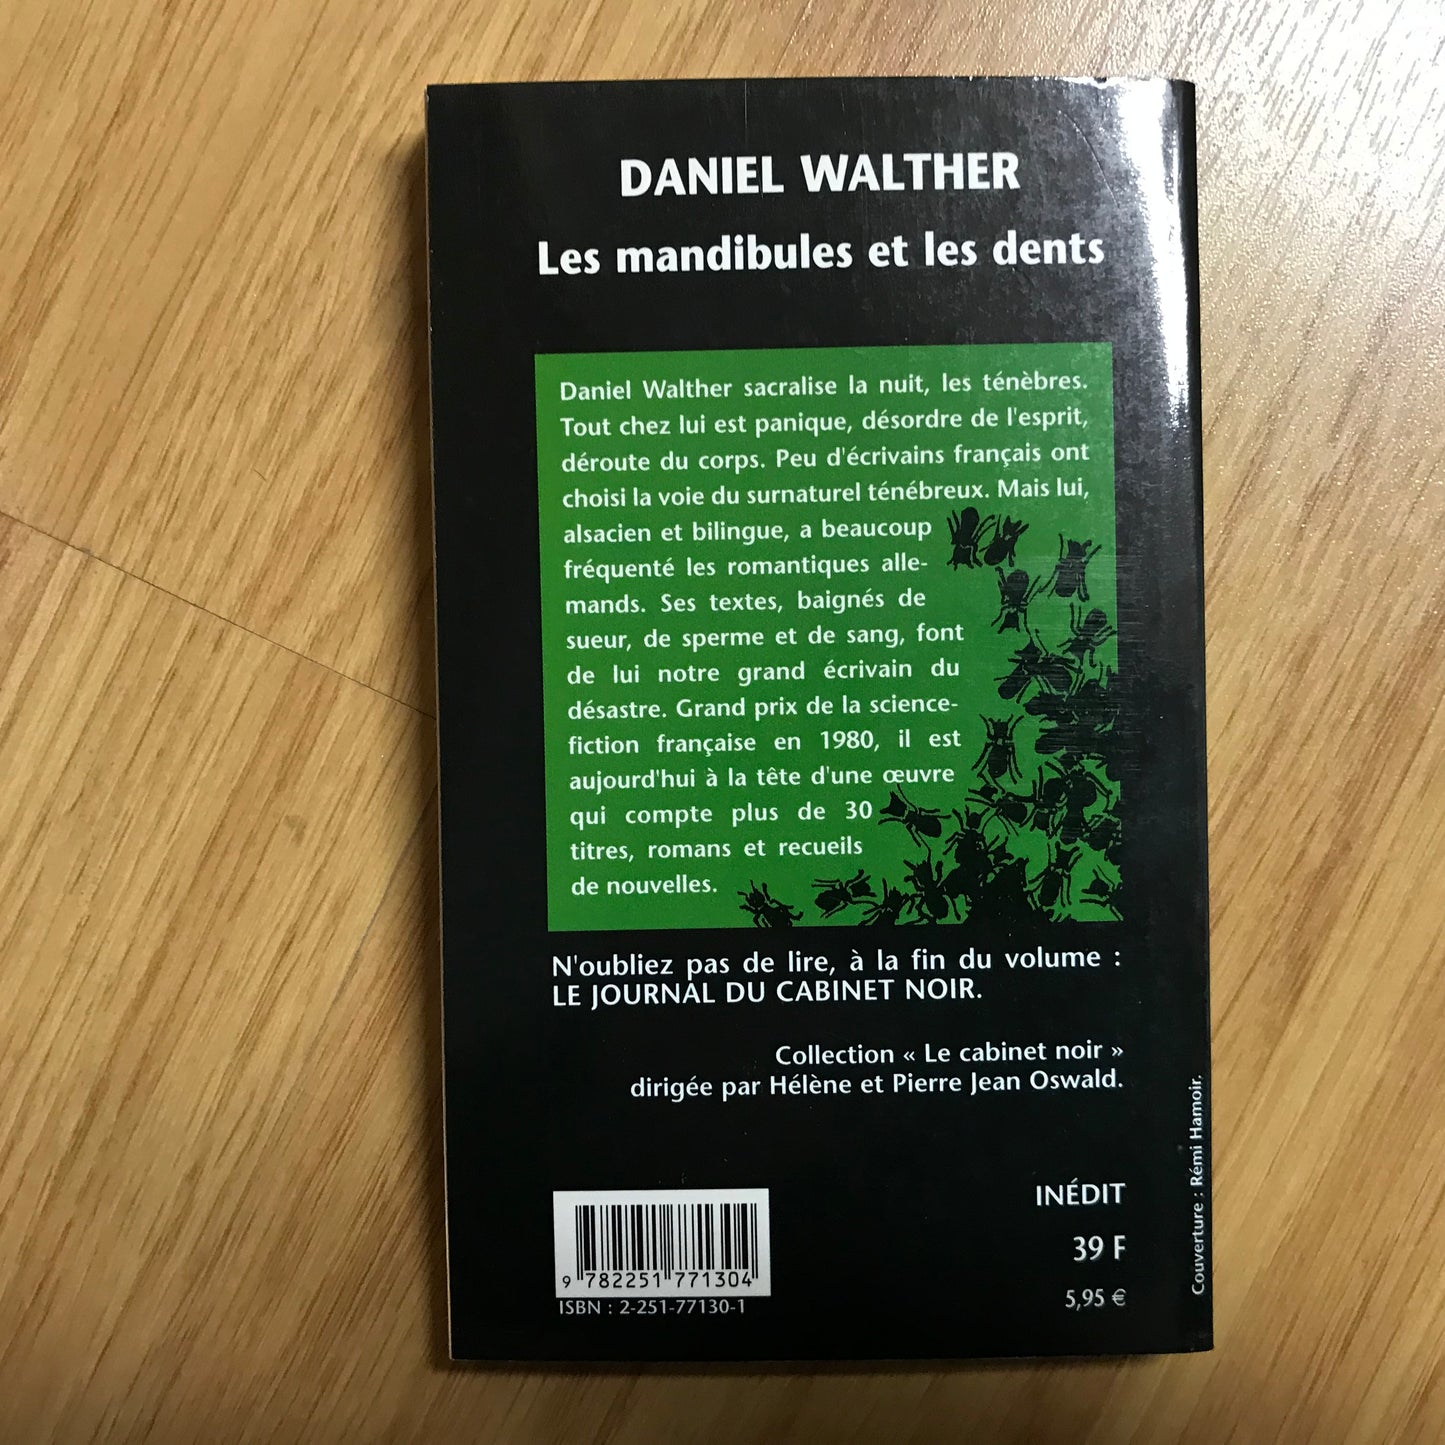 DANIEL WALTHER
Les mandibules et les dents
Daniel Walther sacralise la nuit, les ténèbres.
Tout chez lui est panique, désordre de l'esprit,
déroute du corps. Peu d'écrivains français ont
choisi la voie du surnaturel ténébreux. Mais lui,
alsacien et bilingue, a beaucoup
fréquenté les romantiques alle-
mands. Ses textes, baignés de
sueur, de sperme et de sang, font
de lui notre grand écrivain du
désastre. Grand prix de la science-
fiction française en 1980, il est
aujourd'hui à la tête d'une œuvre
qui compte plus de 30
titres, romans et recueils
de nouvelles.
N'oubliez pas de lire, à la fin du volume :
LE JOURNAL DU CABINET NOIR.
Collection « Le cabinet noir »
dirigée par Hélène et Pierre Jean Oswald.
INÉDIT
39 F
5,95 €
9 782251 771304
ISBN : 2-251-77130-1
Couverture : Rémi Hamoir.